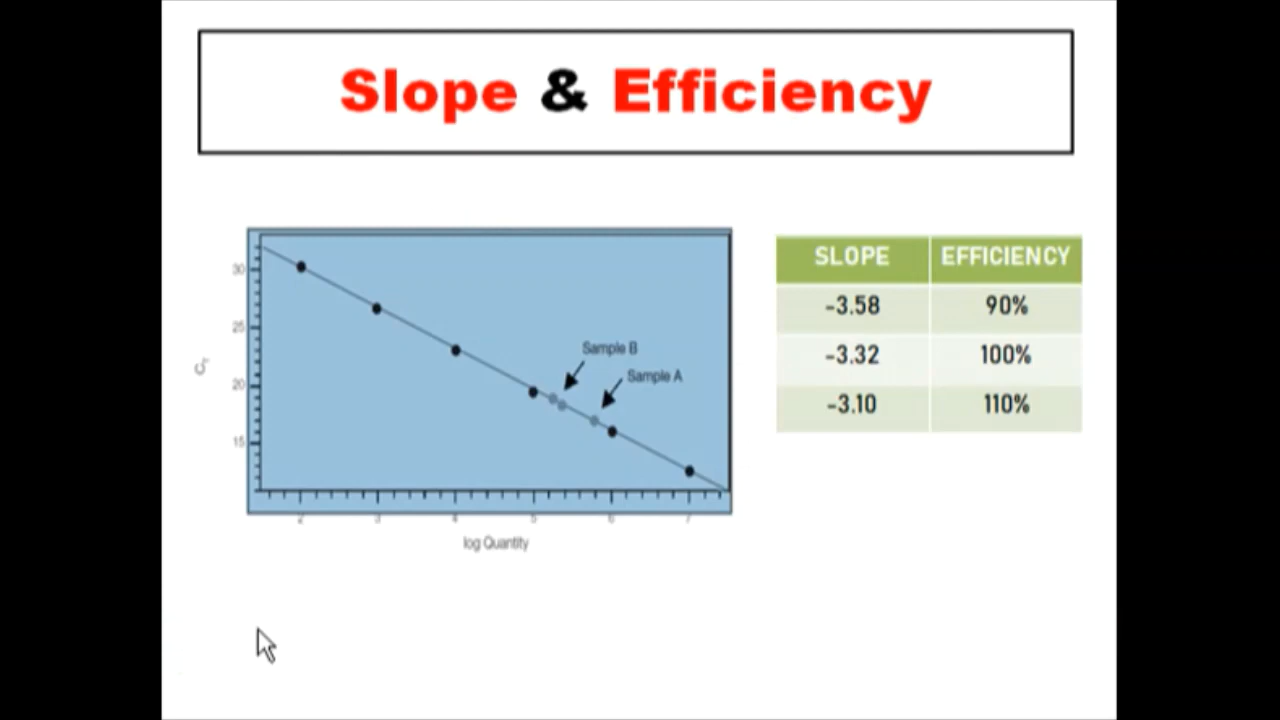 Slope & Efficiency
30
25
20
15
C_T
Sample B
Sample A
2
3
4
5
6
7
log Quantity
SLOPE EFFICIENCY
-3.58 90%
-3.32 100%
-3.10 110%